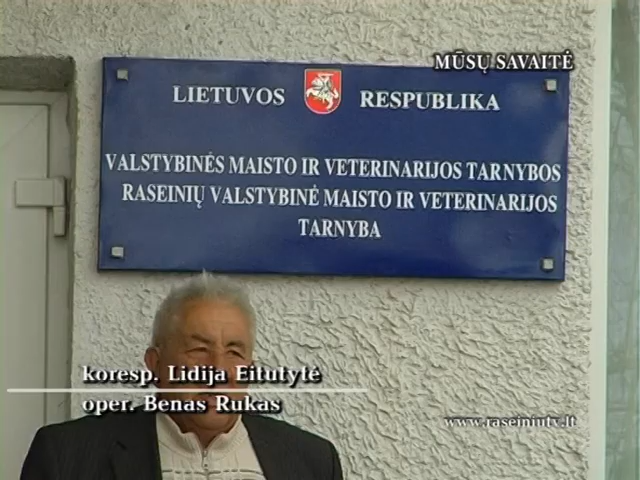 MŪSŲ SAVAITĖ
LIETUVOS RESPUBLIKA
VALSTYBINĖS MAISTO IR VETERINARIJOS TARNYBOS
RASEINIŲ VALSTYBINĖ MAISTO IR VETERINARIJOS
TARNYBA
koresp. Lidija Eitutytė
oper. Benas Rukas
www.raseiniutv.lt